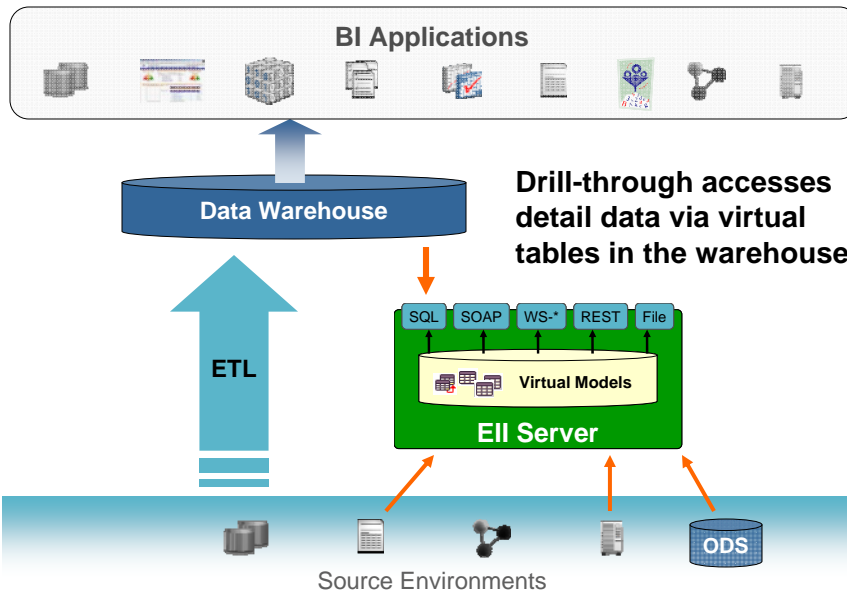 BI Applications
Data Warehouse
Drill-through accesses
detail data via virtual
tables in the warehouse
SQL SOAP WS-* REST File
ETL
Virtual Models
EII Server
ODS
Source Environments